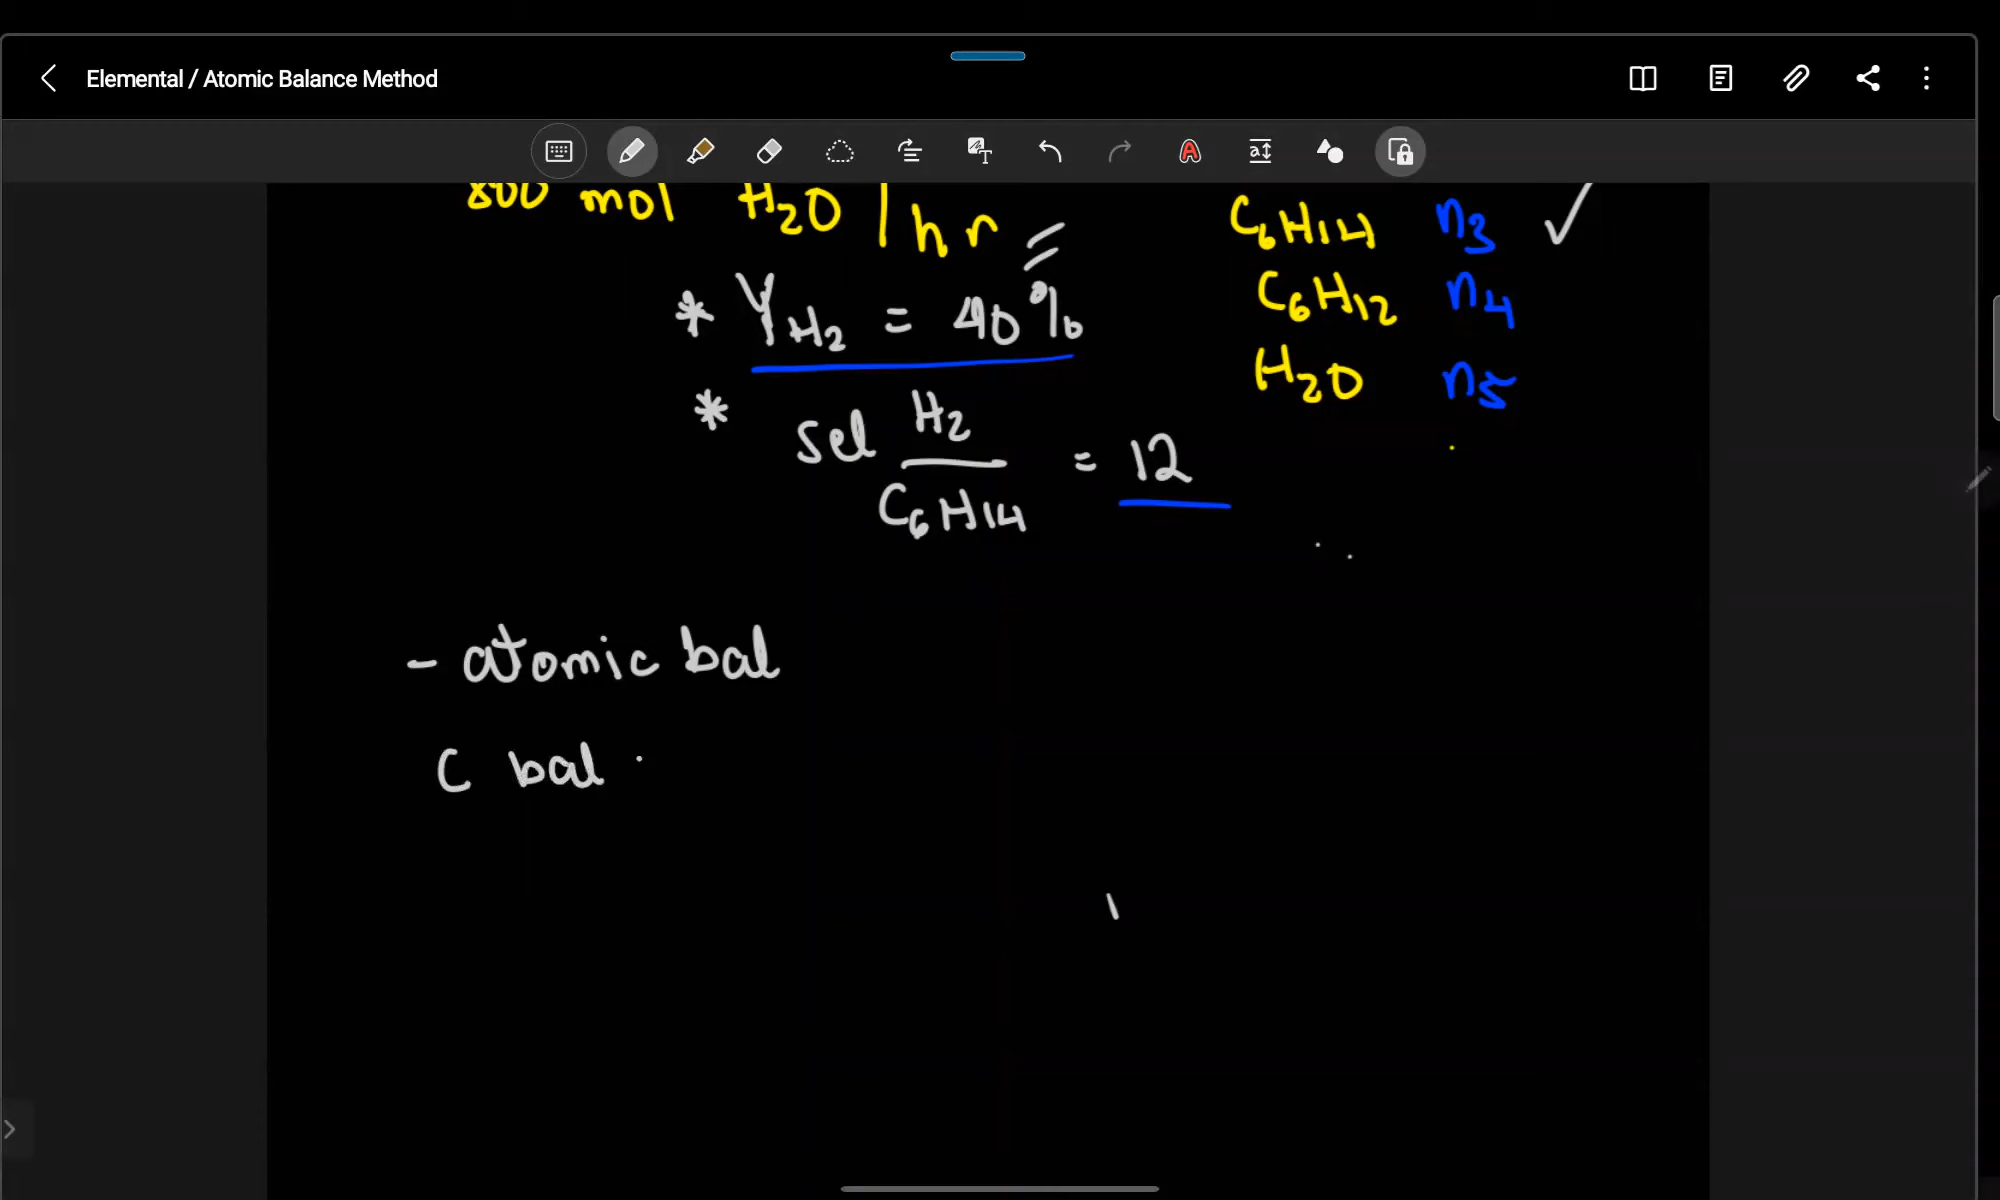 Elemental / Atomic Balance Method
800 mol H2O / hr =
C6H14 n3 ✓
* YH2 = 40%
C6H12 n4
H2O n5
* Sel H2 / C6H14 = 12
- atomic bal
C bal